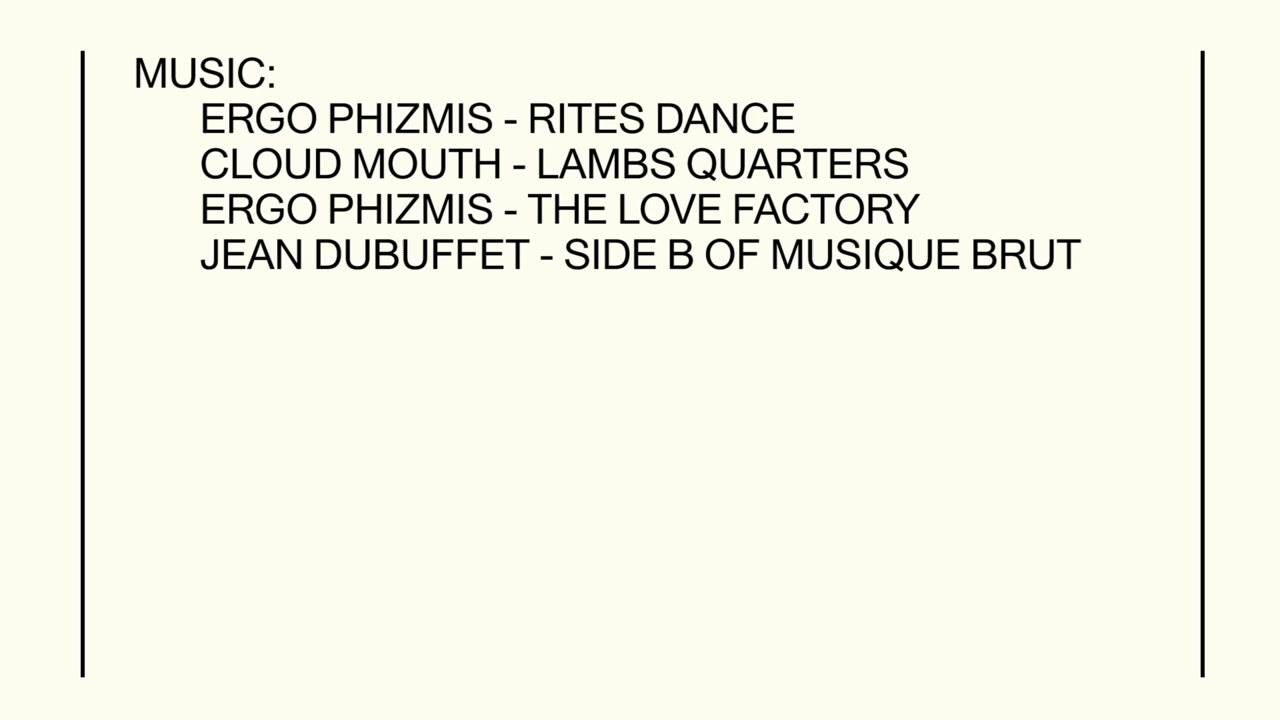 MUSIC:
ERGO PHIZMIS - RITES DANCE
CLOUD MOUTH - LAMBS QUARTERS
ERGO PHIZMIS - THE LOVE FACTORY
JEAN DUBUFFET - SIDE B OF MUSIQUE BRUT